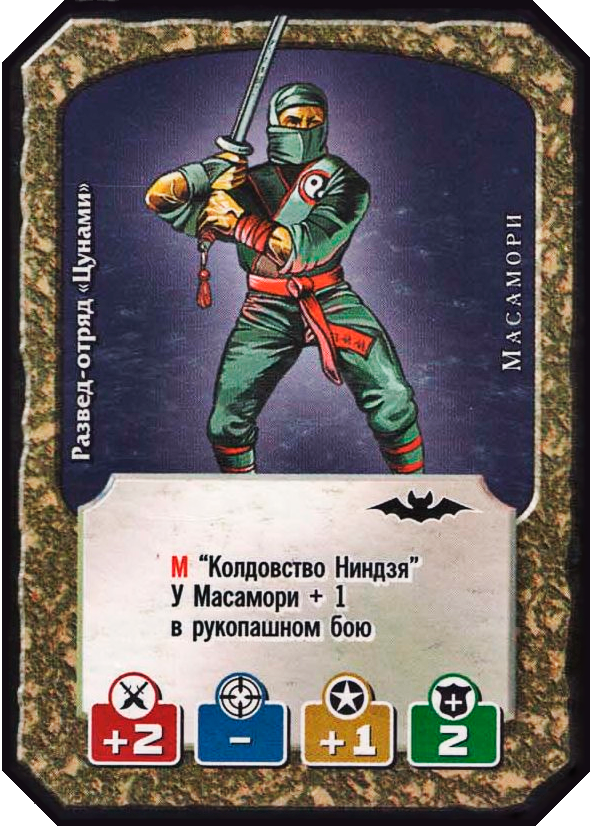 Развед-отряд «Цунами»
Масамори
М “Колдовство Ниндзя”
У Масамори + 1
в рукопашном бою
+2
–
+1
2